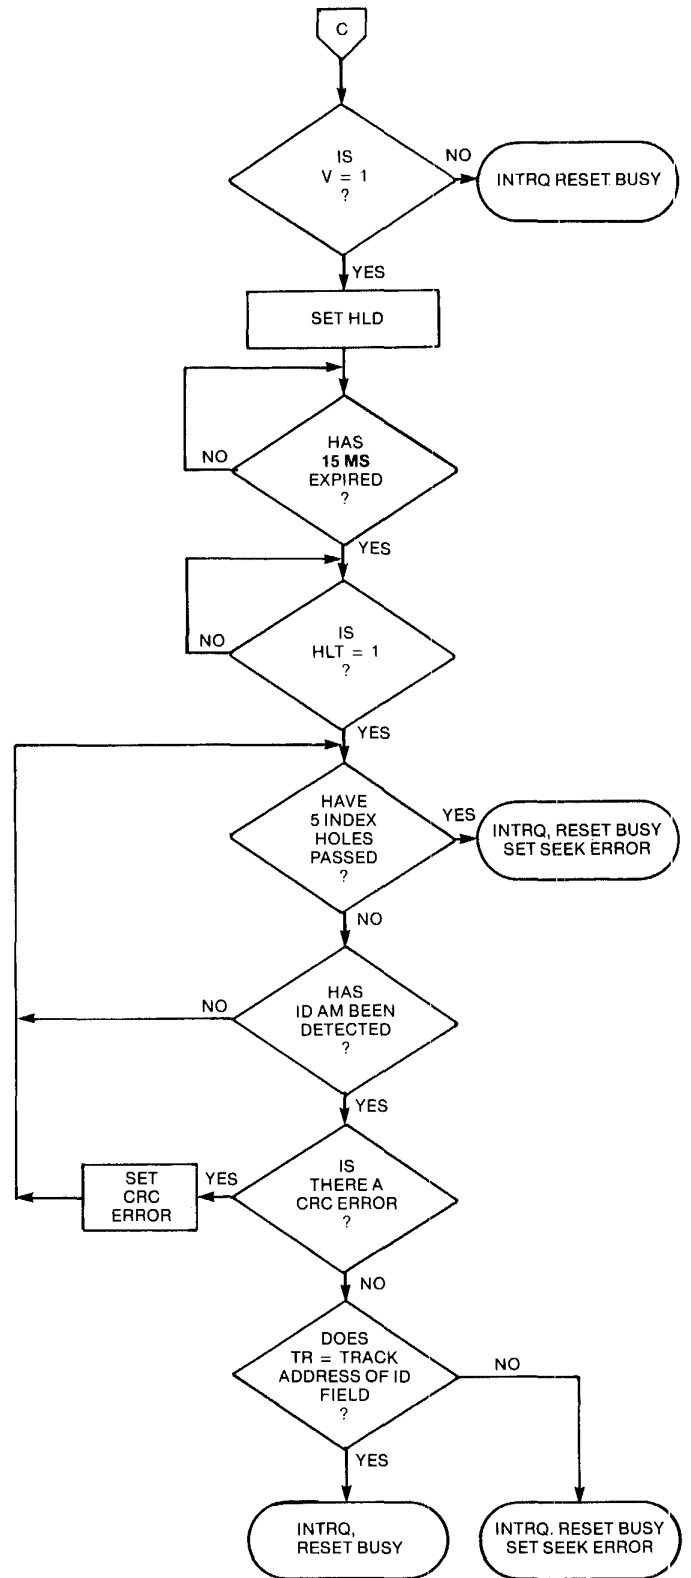 C
IS
V = 1
?
NO
INTRQ RESET BUSY
YES
SET HLD
HAS
15 MS
EXPIRED
?
NO
YES
IS
HLT = 1
?
NO
YES
HAVE
5 INDEX
HOLES
PASSED
?
YES
INTRQ, RESET BUSY
SET SEEK ERROR
NO
HAS
ID AM BEEN
DETECTED
?
NO
YES
IS
THERE A
CRC ERROR
?
YES
SET
CRC
ERROR
NO
DOES
TR = TRACK
ADDRESS OF ID
FIELD
?
NO
YES
INTRQ,
RESET BUSY
INTRQ. RESET BUSY
SET SEEK ERROR